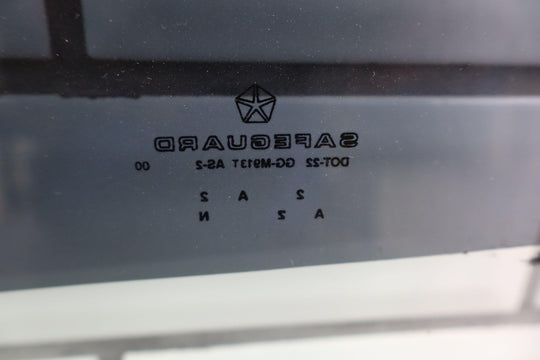 SAFEGUARD
DOT-22 GG-M913T AS-2 00
2 A 2
A 2 N